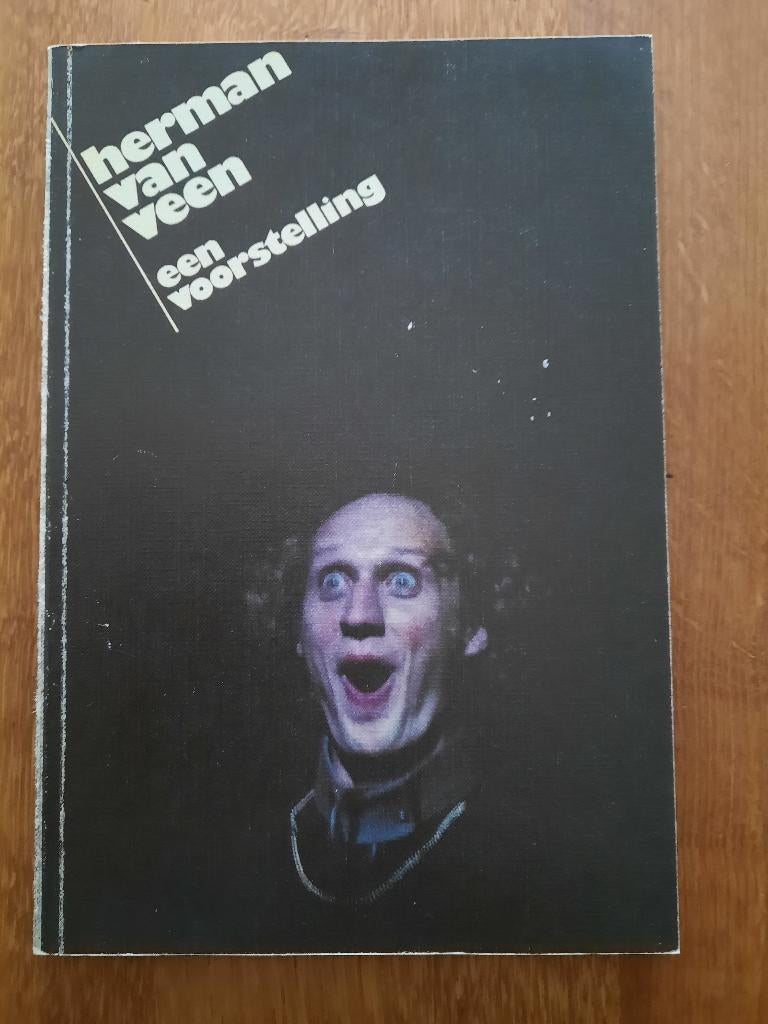 herman
van
veen
een
voorstelling